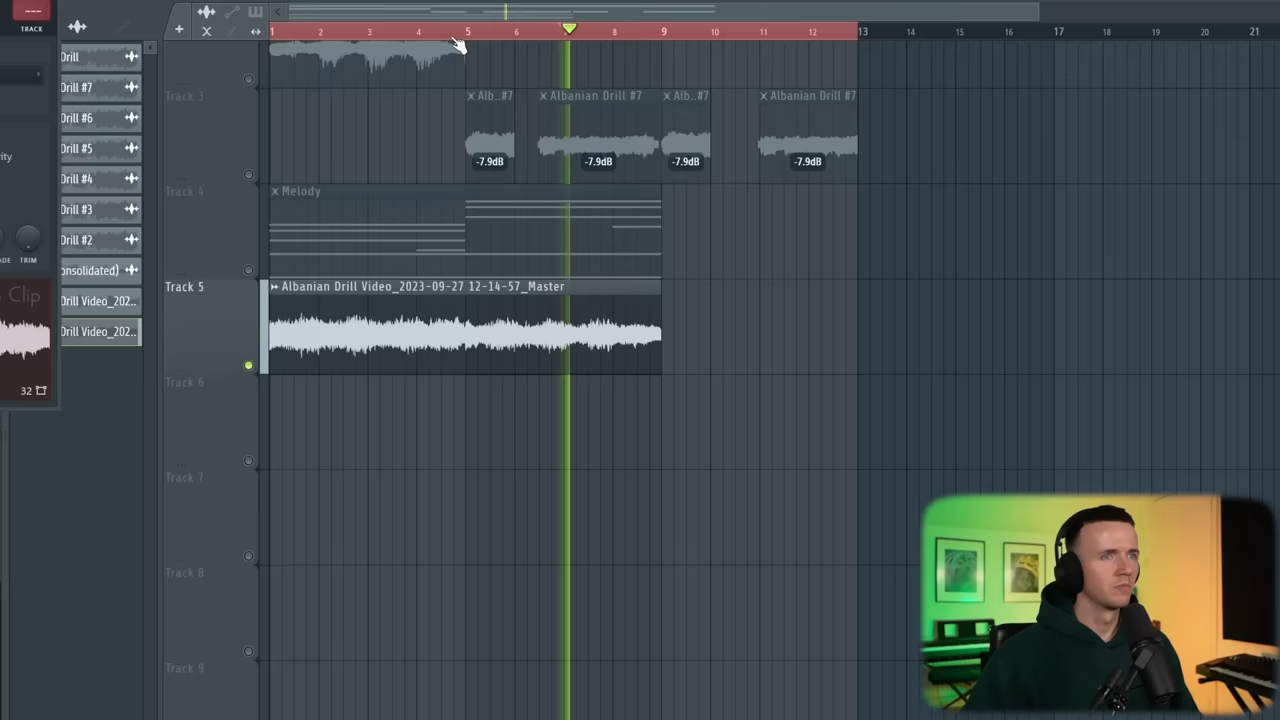 TRACK
1 2 3 4 5 6 8 9 10 11 12 13 14 15 16 17 18 19 20 21
Drill
Drill #7
Drill #6
Drill #5
Drill #4
Drill #3
Drill #2
onsolidated)
Drill Video_202..
Drill Video_202..
rity
ADE TRIM
Clip
32
Track 3
Alb..#7 Albanian Drill #7 Alb..#7 Albanian Drill #7
-7.9dB -7.9dB -7.9dB -7.9dB
Track 4
Melody
Track 5
Albanian Drill Video_2023-09-27 12-14-57_Master
Track 6
Track 7
Track 8
Track 9